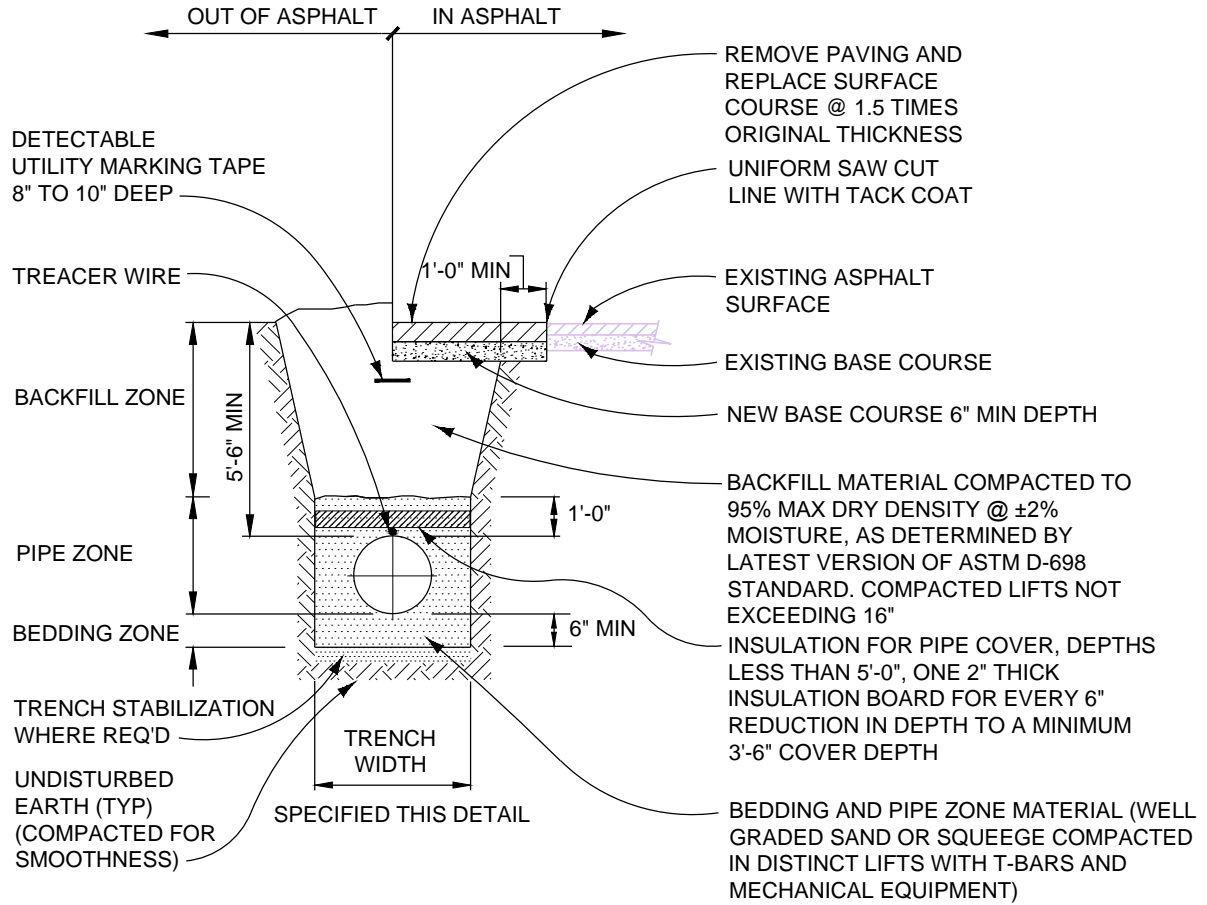 OUT OF ASPHALT
IN ASPHALT
REMOVE PAVING AND
REPLACE SURFACE
COURSE @ 1.5 TIMES
ORIGINAL THICKNESS
DETECTABLE
UTILITY MARKING TAPE
8" TO 10" DEEP
UNIFORM SAW CUT
LINE WITH TACK COAT
TREACER WIRE
1'-0" MIN
EXISTING ASPHALT
SURFACE
EXISTING BASE COURSE
BACKFILL ZONE
5'-6" MIN
NEW BASE COURSE 6" MIN DEPTH
BACKFILL MATERIAL COMPACTED TO
95% MAX DRY DENSITY @ ±2%
MOISTURE, AS DETERMINED BY
LATEST VERSION OF ASTM D-698
STANDARD. COMPACTED LIFTS NOT
EXCEEDING 16"
1'-0"
PIPE ZONE
BEDDING ZONE
6" MIN
INSULATION FOR PIPE COVER, DEPTHS
LESS THAN 5'-0", ONE 2" THICK
INSULATION BOARD FOR EVERY 6"
REDUCTION IN DEPTH TO A MINIMUM
3'-6" COVER DEPTH
TRENCH STABILIZATION
WHERE REQ'D
TRENCH
WIDTH
SPECIFIED THIS DETAIL
UNDISTURBED
EARTH (TYP)
(COMPACTED FOR
SMOOTHNESS)
BEDDING AND PIPE ZONE MATERIAL (WELL
GRADED SAND OR SQUEEGE COMPACTED
IN DISTINCT LIFTS WITH T-BARS AND
MECHANICAL EQUIPMENT)